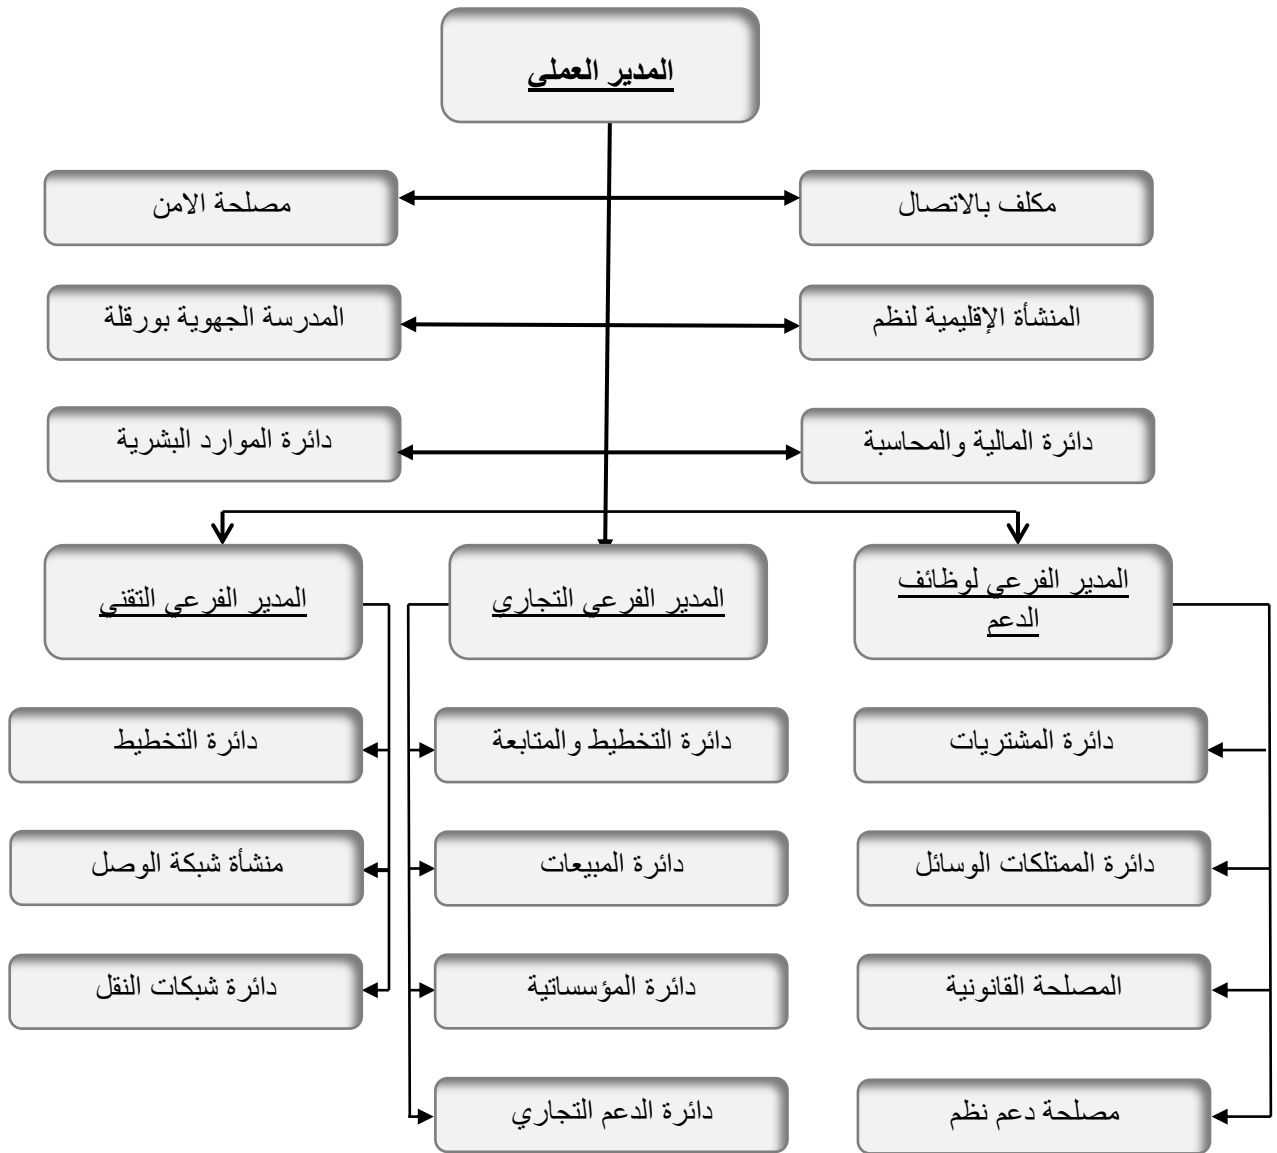 المدير العملي
مكلف بالاتصال
مصلحة الامن
المنشأة الإقليمية لنظم
المدرسة الجهوية بورقلة
دائرة المالية والمحاسبة
دائرة الموارد البشرية
المدير الفرعي لوظائف
الدعم
المدير الفرعي التجاري
المدير الفرعي التقني
دائرة المشتريات
دائرة التخطيط والمتابعة
دائرة التخطيط
دائرة الممتلكات الوسائل
دائرة المبيعات
منشأة شبكة الوصل
المصلحة القانونية
دائرة المؤسساتية
دائرة شبكات النقل
مصلحة دعم نظم
دائرة الدعم التجاري